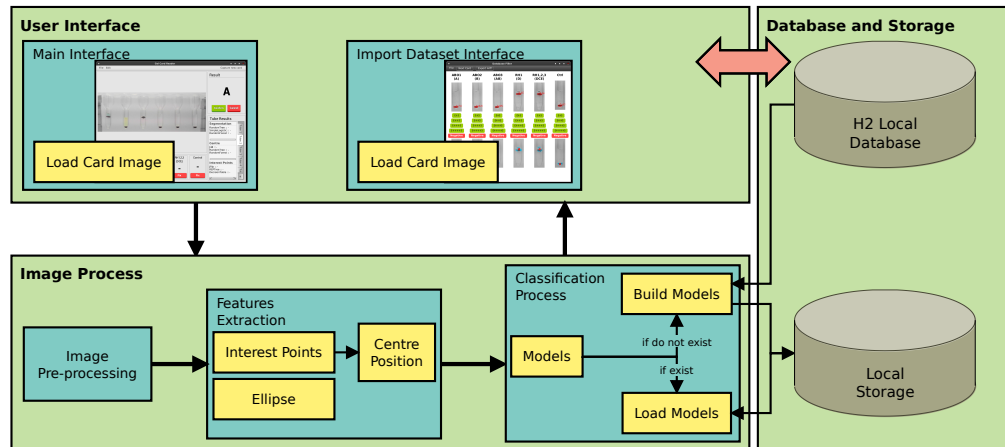 User Interface
Main Interface
Result
A
Load Card Image
Import Dataset Interface
Load Card Image
Database and Storage
H2 Local
Database
Local
Storage
Image Process
Image
Pre-processing
Features
Extraction
Interest Points
Ellipse
Centre
Position
Classification
Process
Models
Build Models
if do not exist
if exist
Load Models